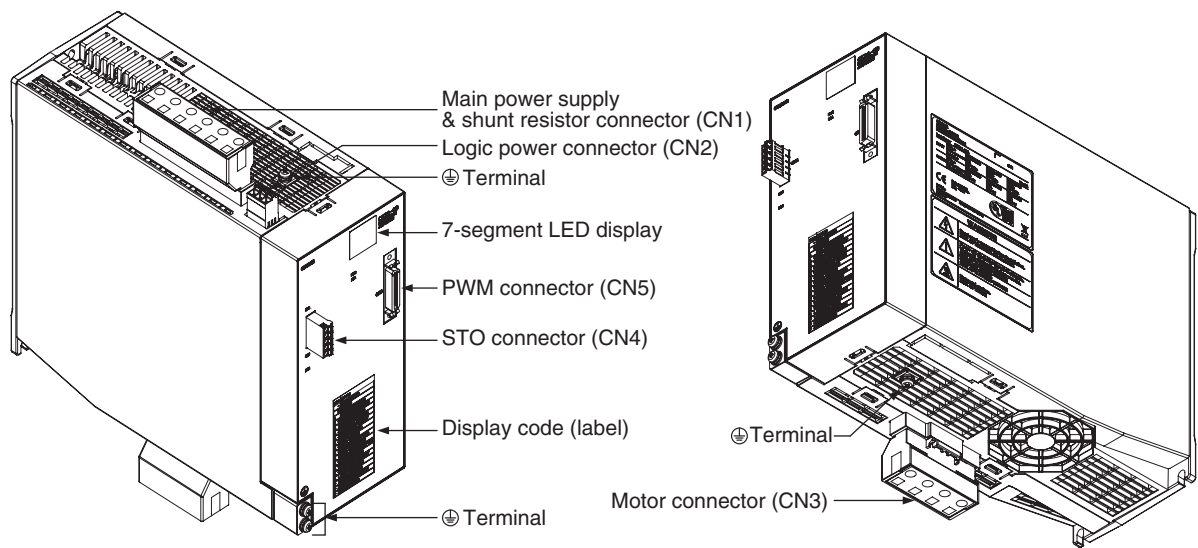 Main power supply
& shunt resistor connector (CN1)
Logic power connector (CN2)
Terminal
7-segment LED display
PWM connector (CN5)
STO connector (CN4)
Display code (label)
Terminal
Terminal
Motor connector (CN3)